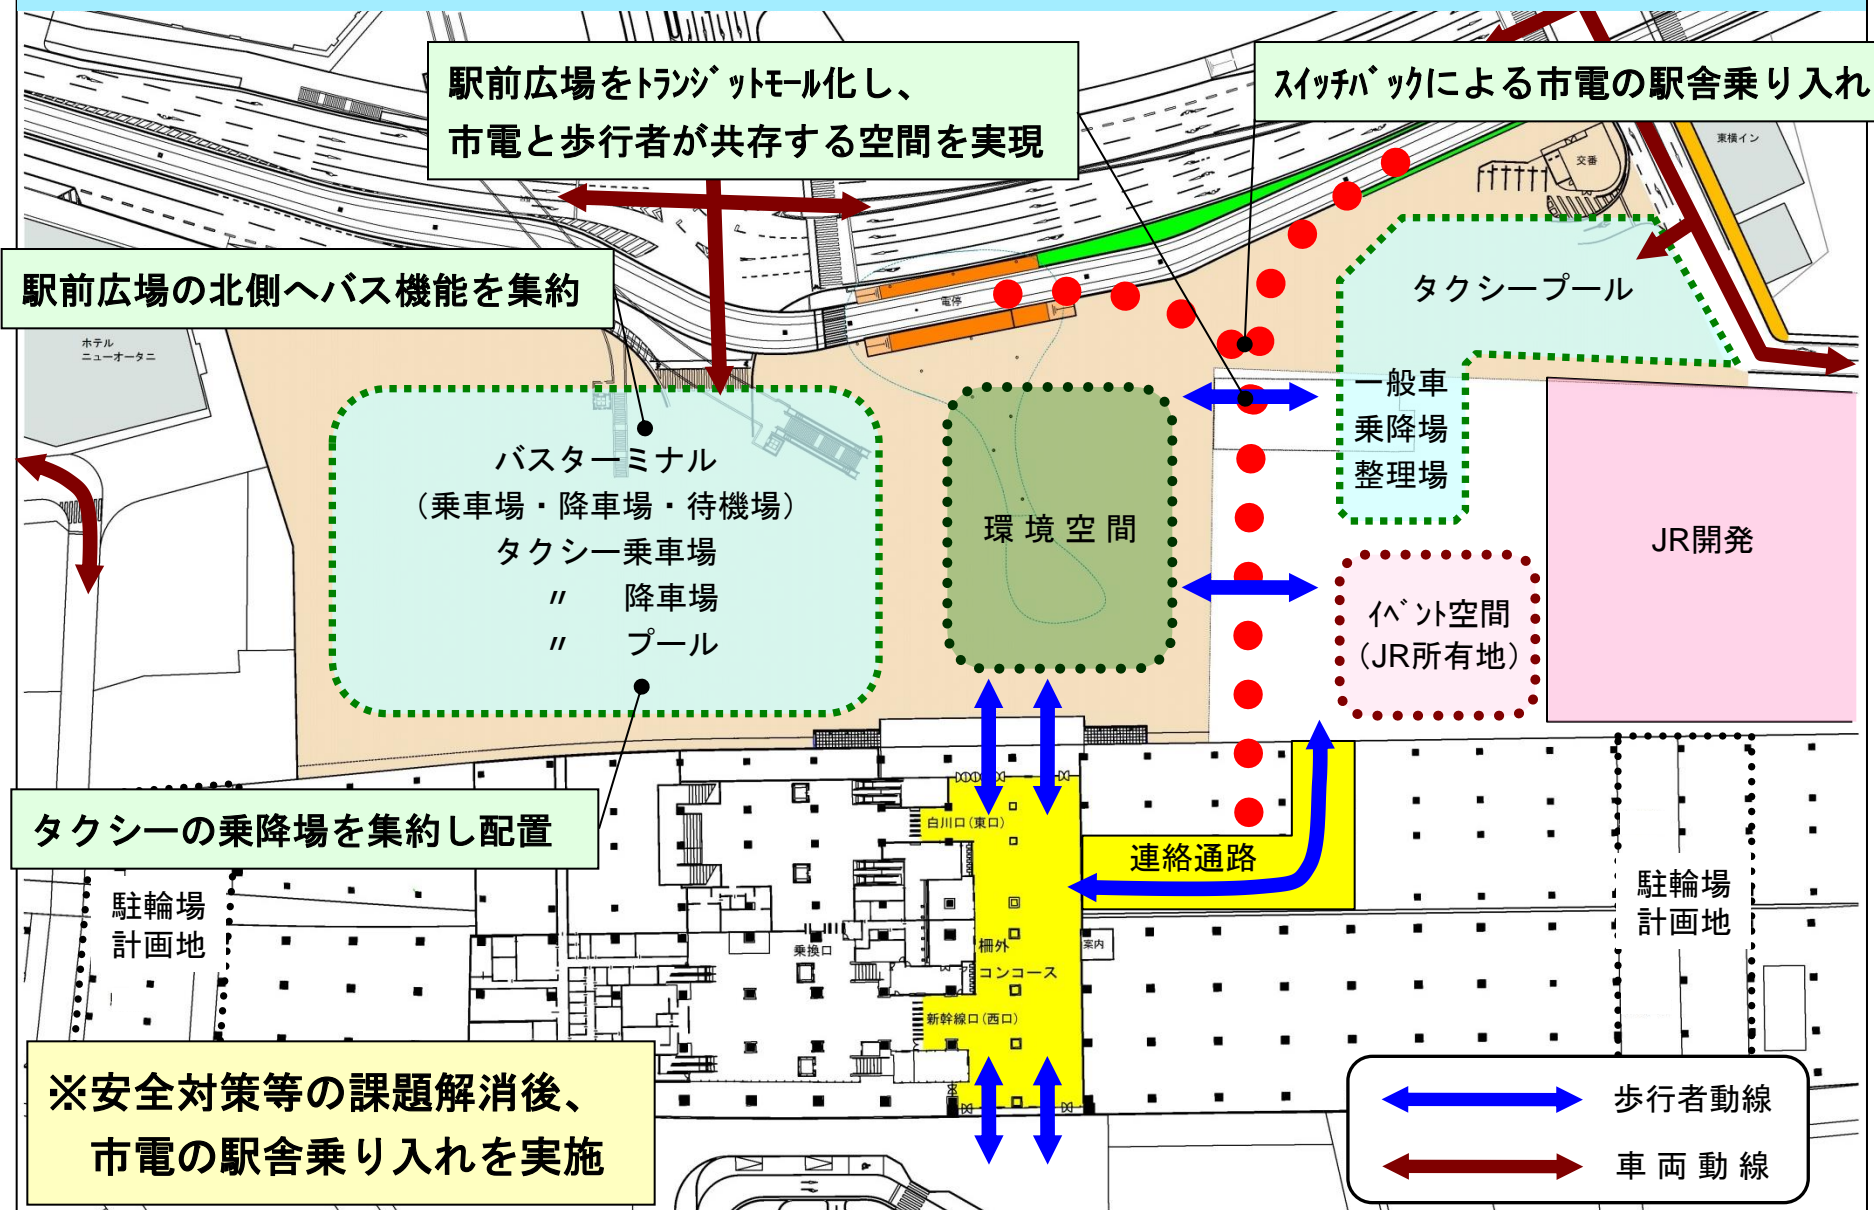 駅前広場をﾄﾗﾝｼﾞｯﾄﾓｰﾙ化し、
市電と歩行者が共存する空間を実現
ｽｲｯﾁﾊﾞｯｸによる市電の駅舎乗り入れ
東横イン
交番
駅前広場の北側へバス機能を集約
電停
タクシープール
ホテル
ニューオータニ
一般車
乗降場
整理場
バスターミナル
（乗車場・降車場・待機場）
タクシー乗車場
〃 降車場
〃 プール
環境空間
JR開発
ｲﾍﾞﾝﾄ空間
（JR所有地）
タクシーの乗降場を集約し配置
白川口（東口）
連絡通路
駐輪場
計画地
駐輪場
計画地
乗換口
柵外
コンコース
案内
新幹線口（西口）
※安全対策等の課題解消後、
市電の駅舎乗り入れを実施
歩行者動線
車両動線